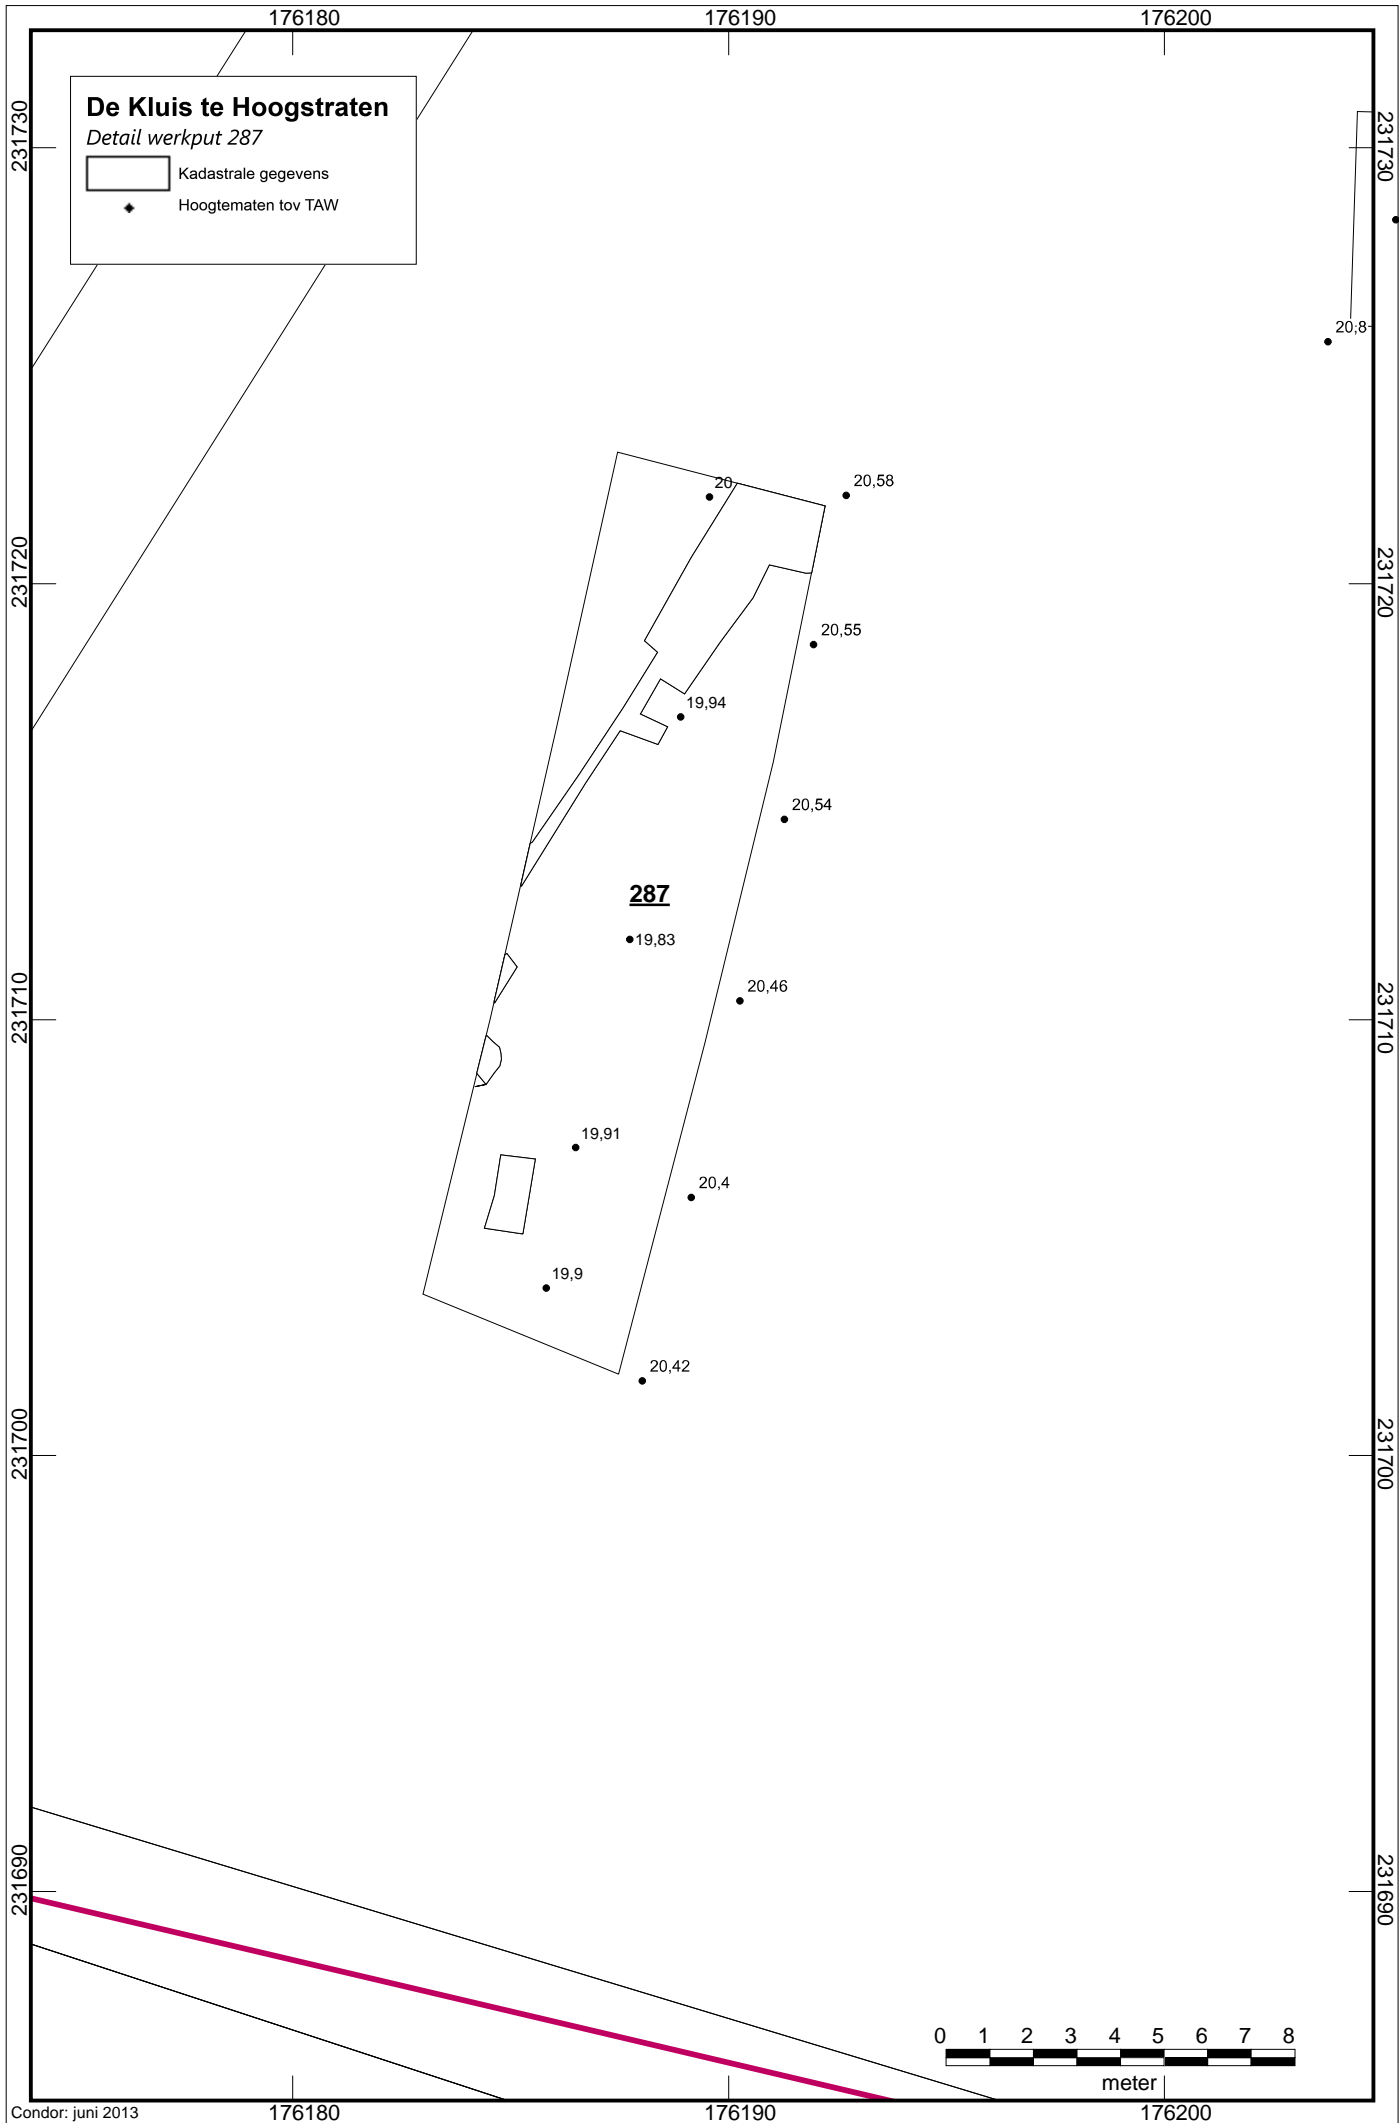 176180 176190 176200
De Kluis te Hoogstraten
Detail werkput 287
Kadastrale gegevens
Hoogtematen tov TAW
231730 231730
20,8
20 20,58
231720 231720
20,55
19,94
20,54
287
19,83
20,46
231710 231710
19,91
20,4
19,9
20,42
231700 231700
231690 231690
0 1 2 3 4 5 6 7 8
meter
Condor: juni 2013
176180 176190 176200